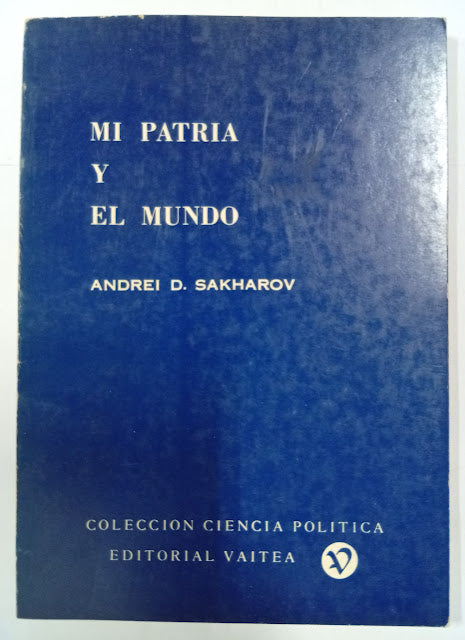 MI PATRIA
Y
EL MUNDO
ANDREI D. SAKHAROV
COLECCION CIENCIA POLITICA
EDITORIAL VAITEA V